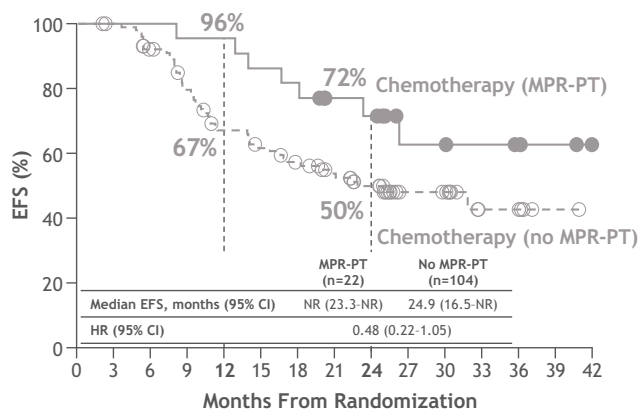 100
96%
80
72%
Chemotherapy (MPR-PT)
67%
60
EFS (%)
50%
40
Chemotherapy (no MPR-PT)
20
MPR-PT
(n=22)
No MPR-PT
(n=104)
Median EFS, months (95% CI) NR (23.3-NR) 24.9 (16.5-NR)
HR (95% CI) 0.48 (0.22-1.05)
0
0 3 6 9 12 15 18 21 24 27 30 33 36 39 42
Months From Randomization